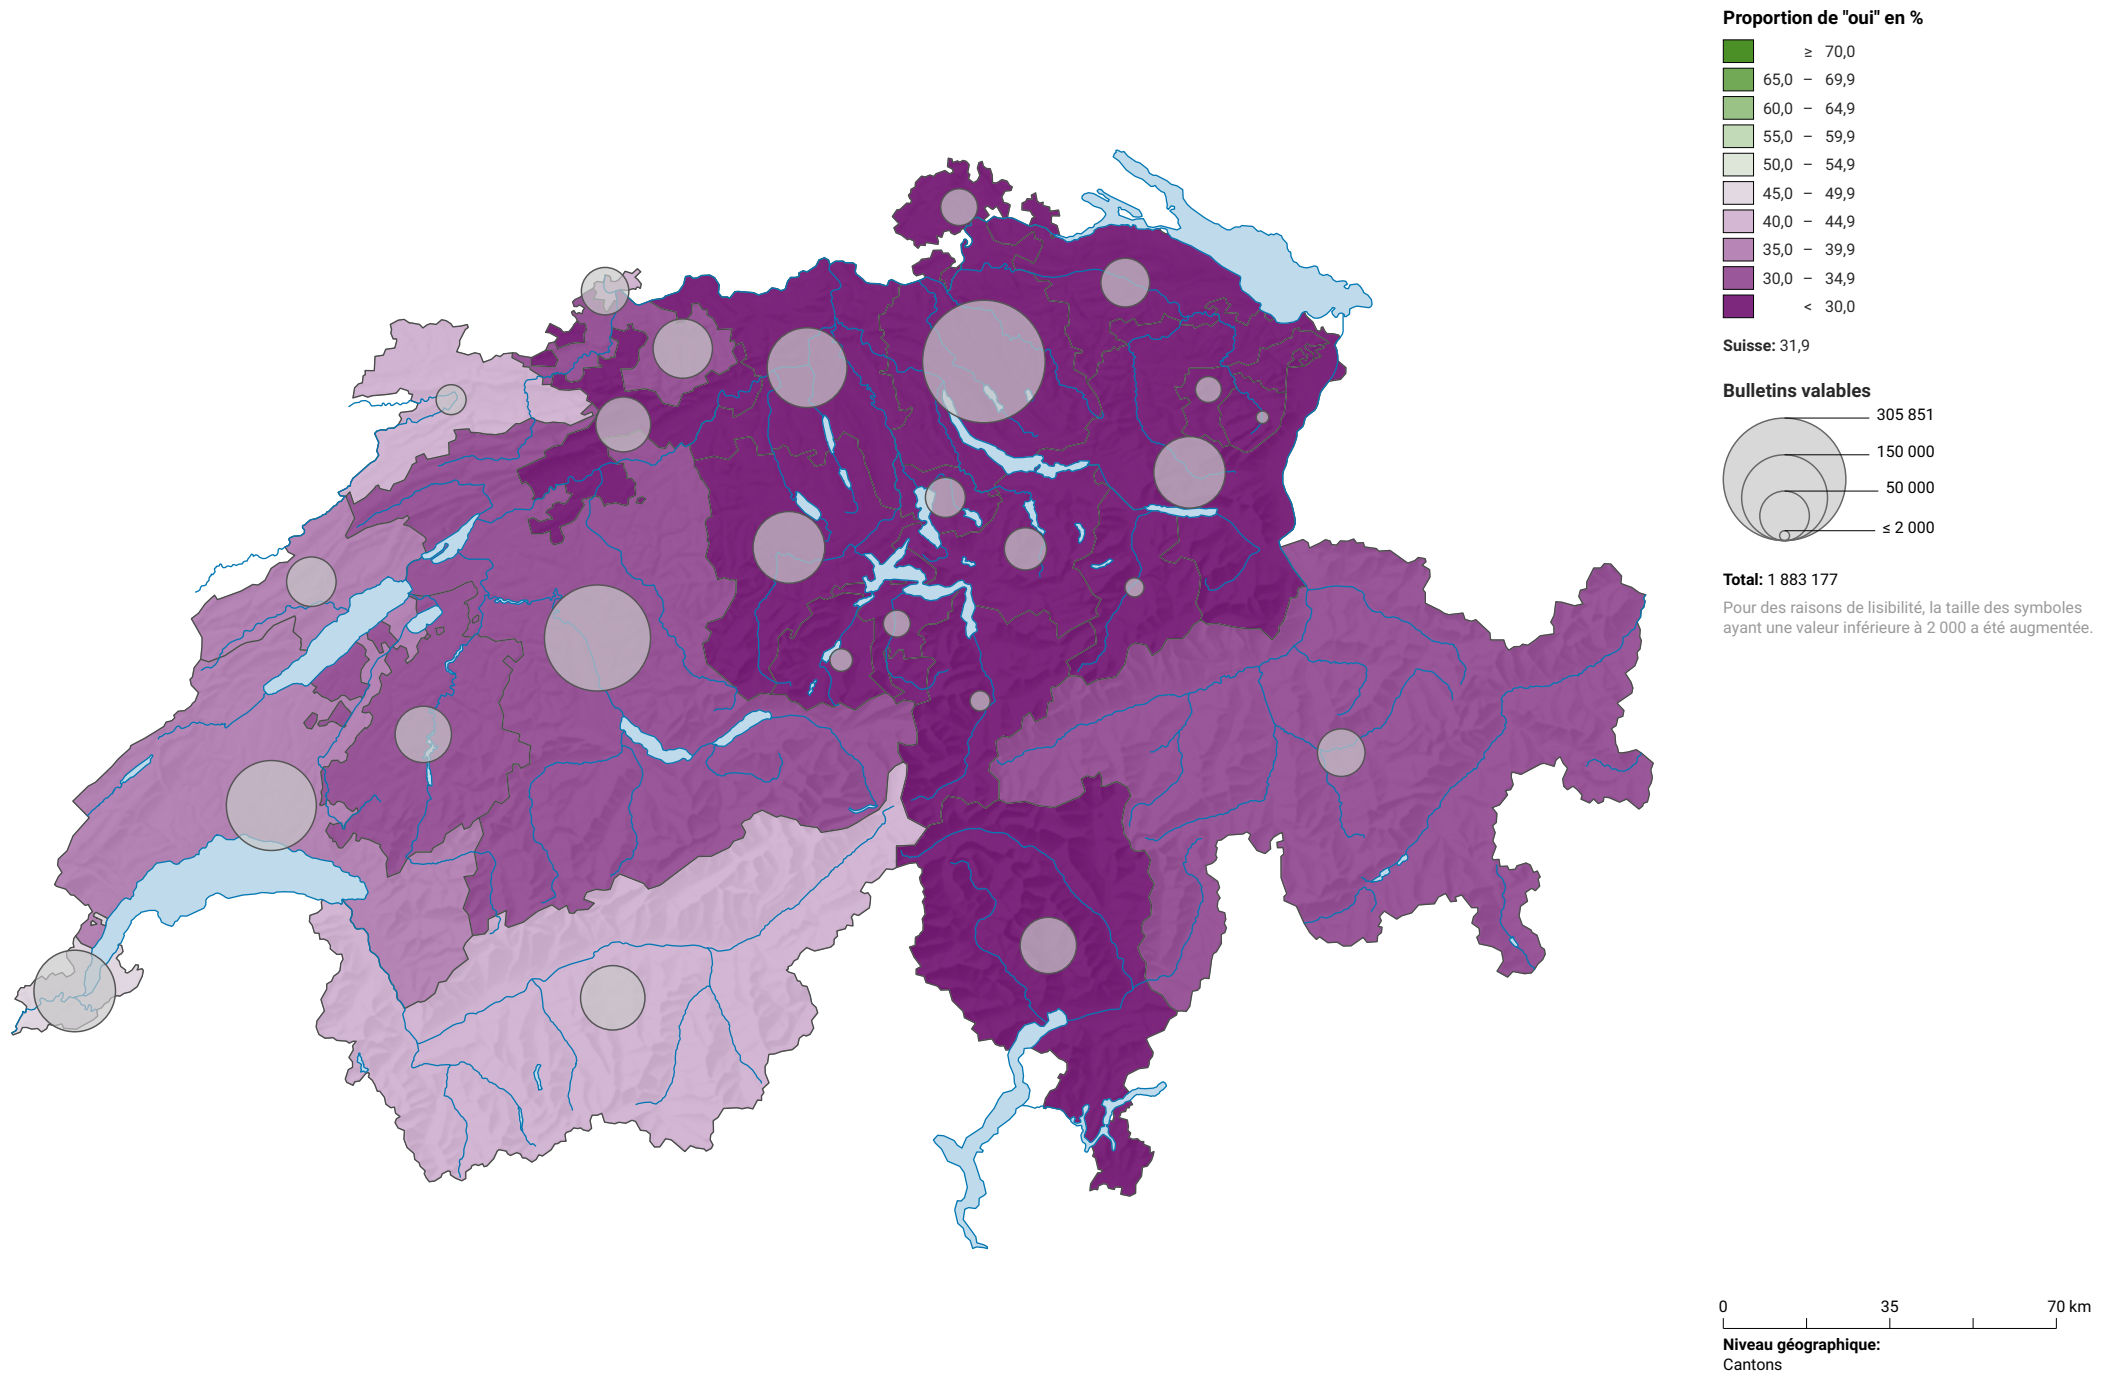 Proportion de "oui" en %
≥ 70,0
65,0 – 69,9
60,0 – 64,9
55,0 – 59,9
50,0 – 54,9
45,0 – 49,9
40,0 – 44,9
35,0 – 39,9
30,0 – 34,9
< 30,0
Suisse: 31,9
Bulletins valables
305 851
150 000
50 000
≤ 2 000
Total: 1 883 177
Pour des raisons de lisibilité, la taille des symboles
ayant une valeur inférieure à 2 000 a été augmentée.
0 35 70 km
Niveau géographique:
Cantons